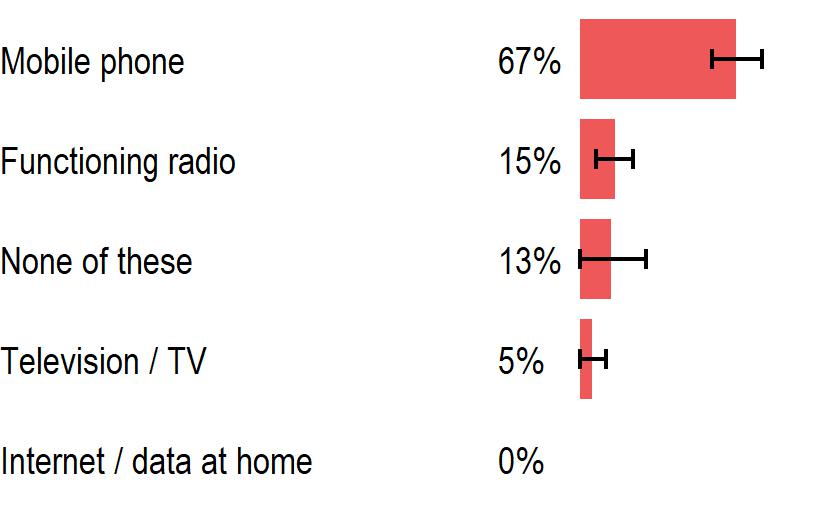 Mobile phone 67%
Functioning radio 15%
None of these 13%
Television / TV 5%
Internet / data at home 0%